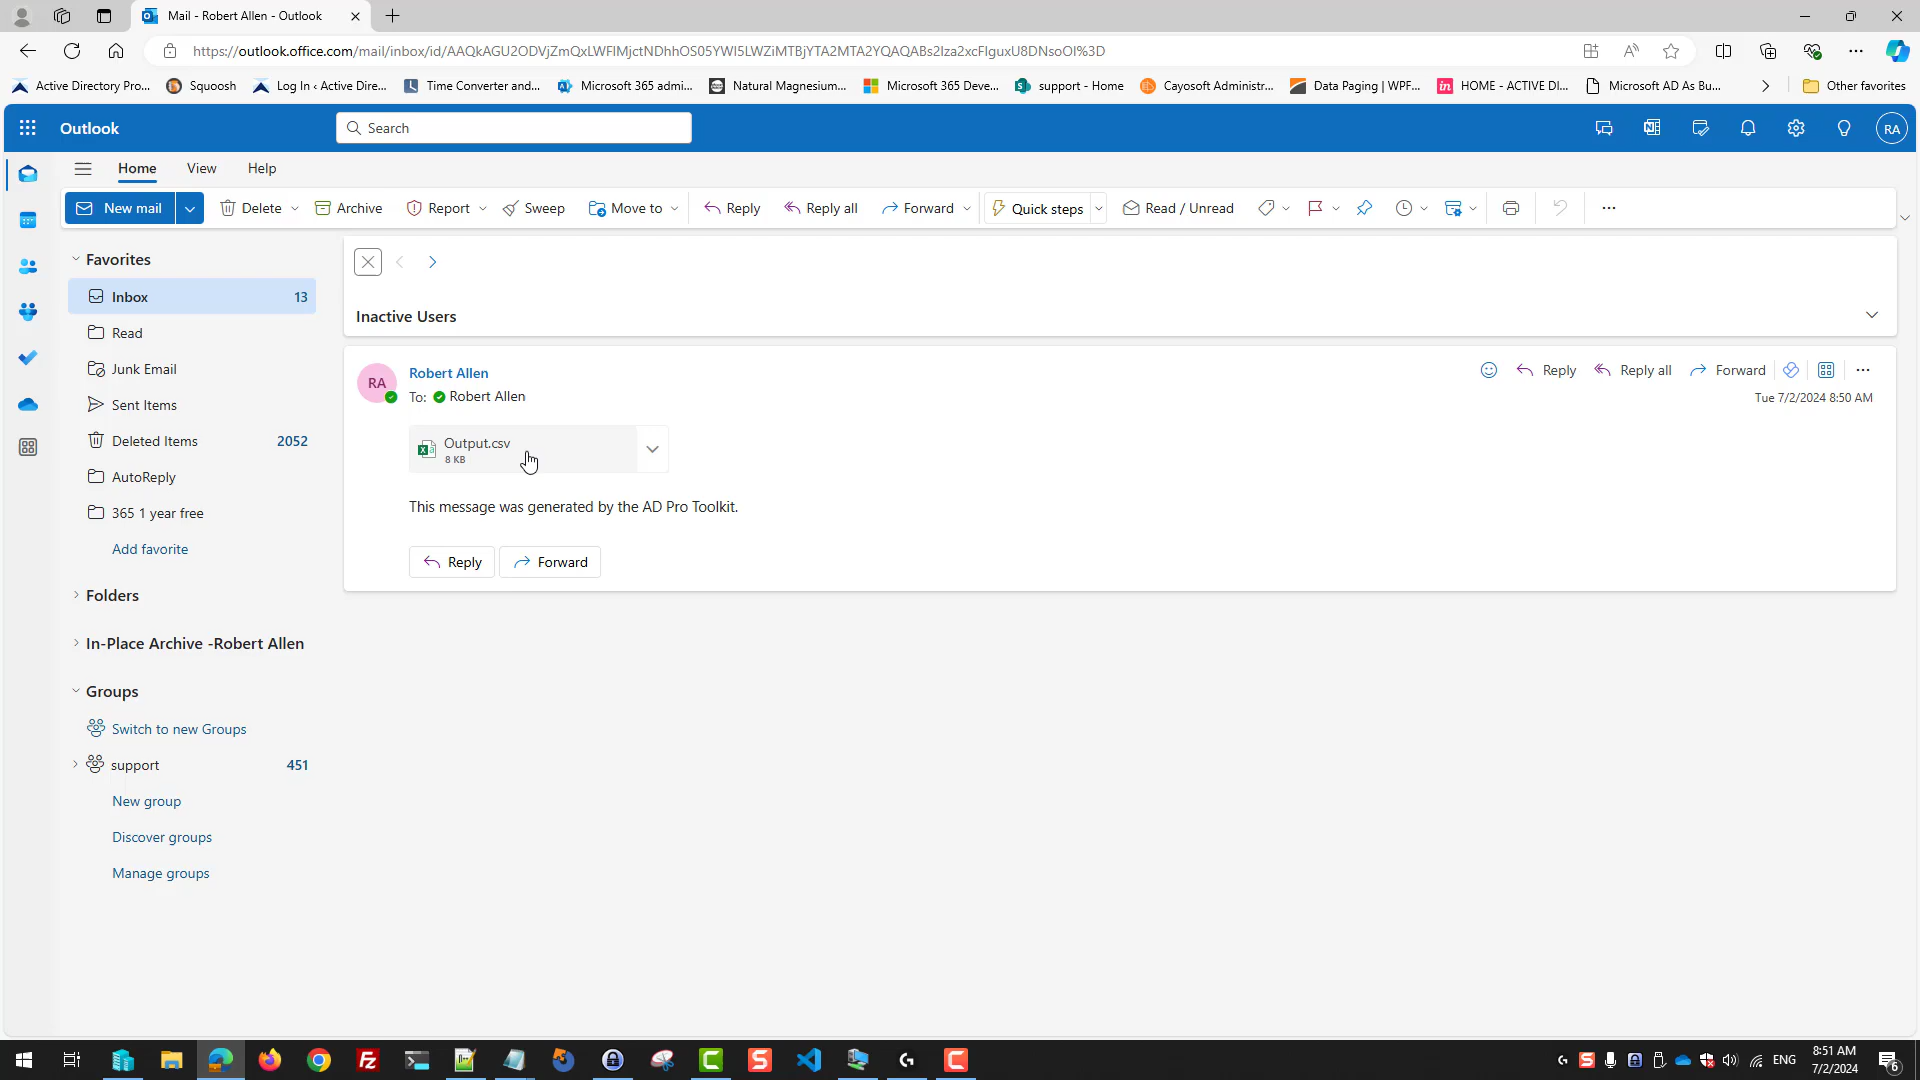 Mail - Robert Allen - Outlook
https://outlook.office.com/mail/inbox/id/AAQkAGU2ODVjZmQxLWFlMjctNDhhOS05YWI5LWZiMTBjYTA2MTA2YQAQABs2Iza2xcFIguxU8DNsoOI%3D
Active Directory Pro...
Squoosh
Log In ‹ Active Dire...
Time Converter and...
Microsoft 365 admi...
Natural Magnesium...
Microsoft 365 Deve...
support - Home
Cayosoft Administr...
Data Paging | WPF...
HOME - ACTIVE DI...
Microsoft AD As Bu...
Other favorites
Outlook
Search
RA
Home
View
Help
New mail
Delete
Archive
Report
Sweep
Move to
Reply
Reply all
Forward
Quick steps
Read / Unread
Favorites
Inbox 13
Read
Junk Email
Sent Items
Deleted Items 2052
AutoReply
365 1 year free
Add favorite
Folders
In-Place Archive -Robert Allen
Groups
Switch to new Groups
support 451
New group
Discover groups
Manage groups
Inactive Users
RA
Robert Allen
To: Robert Allen
Reply
Reply all
Forward
Tue 7/2/2024 8:50 AM
Output.csv
8 KB
This message was generated by the AD Pro Toolkit.
Reply
Forward
ENG
8:51 AM
7/2/2024
6